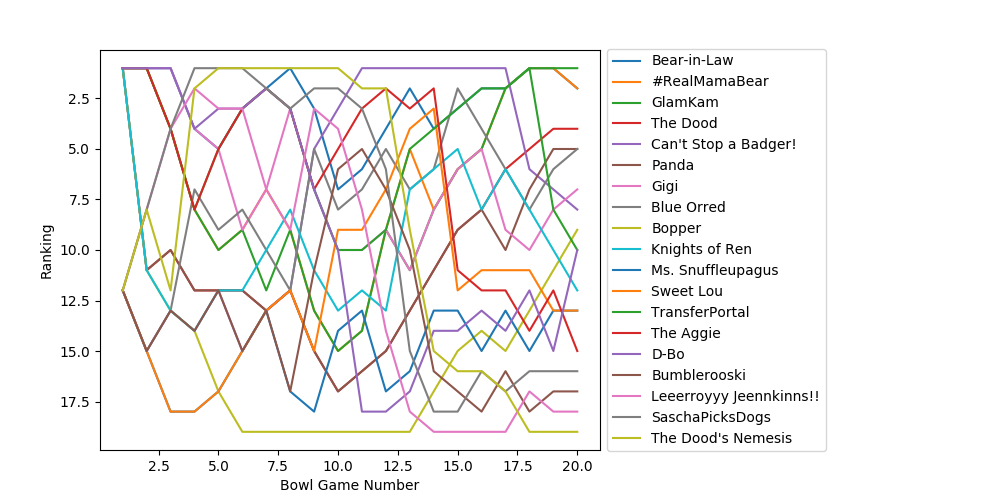 2.5
5.0
7.5
10.0
12.5
15.0
17.5
Ranking
2.5
5.0
7.5
10.0
12.5
15.0
17.5
20.0
Bowl Game Number
Bear-in-Law
#RealMamaBear
GlamKam
The Dood
Can't Stop a Badger!
Panda
Gigi
Blue Orred
Bopper
Knights of Ren
Ms. Snuffleupagus
Sweet Lou
TransferPortal
The Aggie
D-Bo
Bumblerooski
Leeerroyyy Jeennkinns!!
SaschaPicksDogs
The Dood's Nemesis